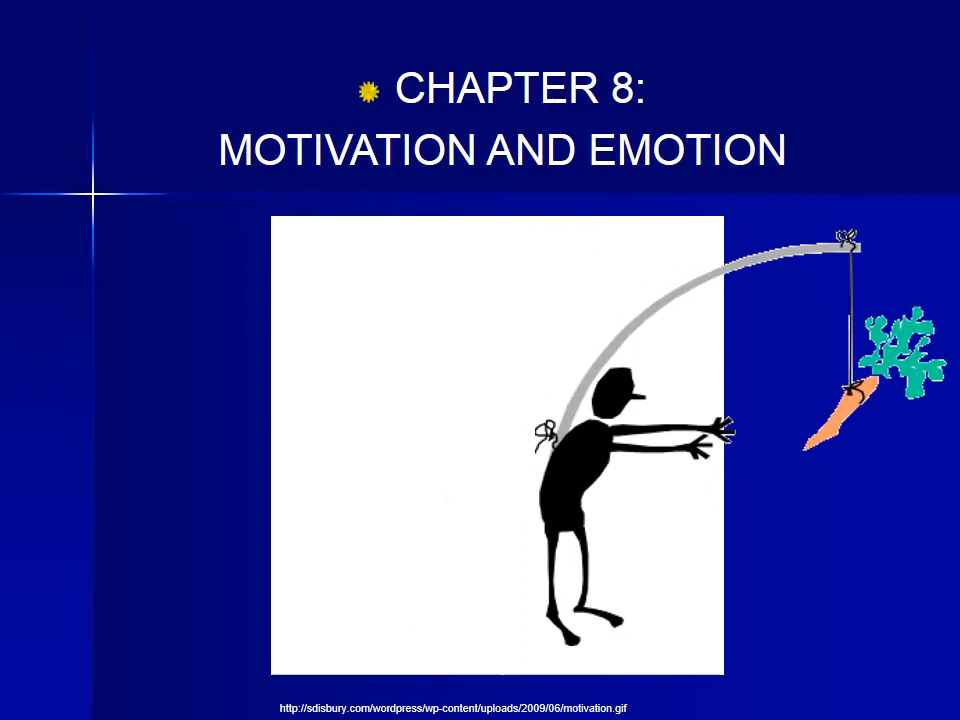 CHAPTER 8:
MOTIVATION AND EMOTION
http://sdisbury.com/wordpress/wp-content/uploads/2009/06/motivation.gif